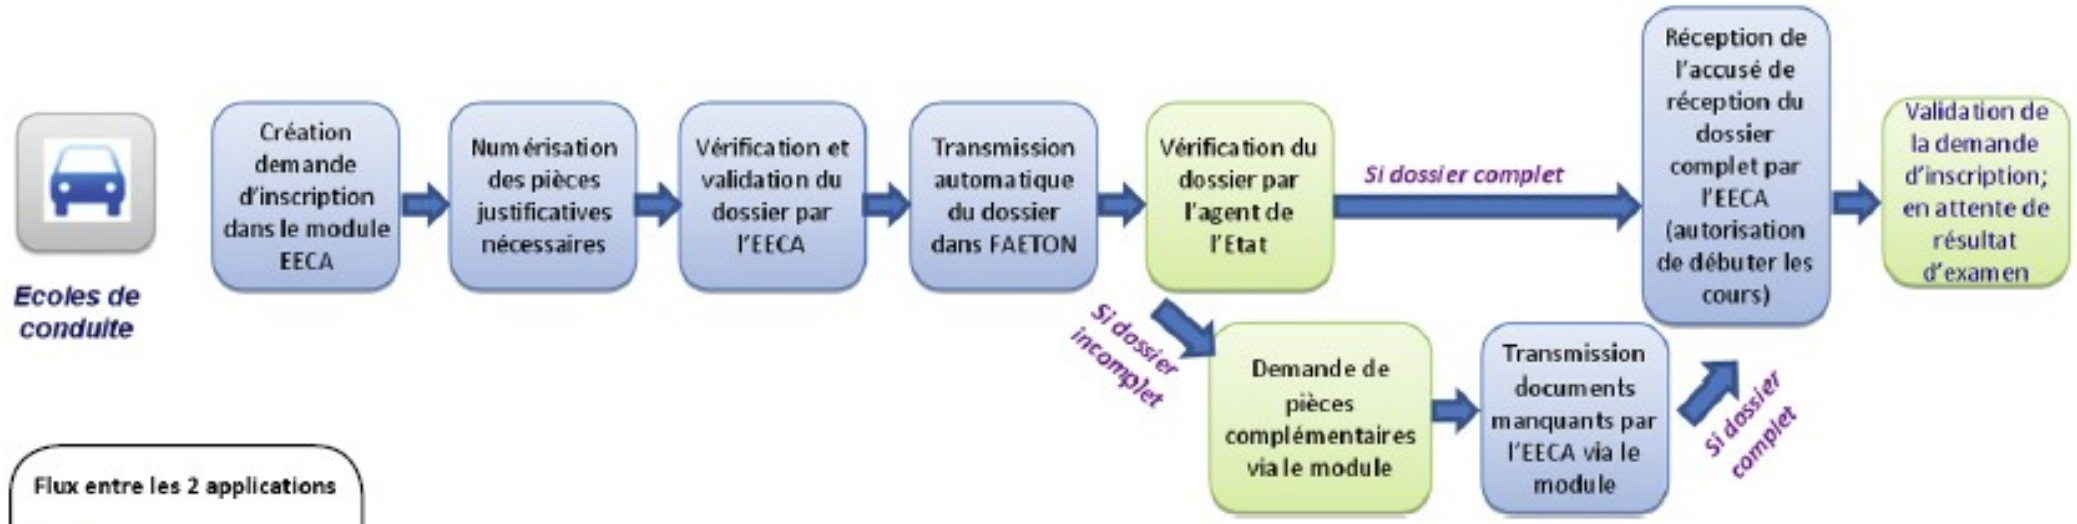 Ecoles de
conduite
Création
demande
d'inscription
dans le module
EECA
Numérisation
des pièces
justificatives
nécessaires
Vérification et
validation du
dossier par
l'EECA
Transmission
automatique
du dossier
dans FAETON
Vérification du
dossier par
l'agent de
l'Etat
Si dossier complet
Réception de
l'accusé de
réception du
dossier
complet par
l'EECA
(autorisation
de débuter les
cours)
Validation de
la demande
d'inscription;
en attente de
résultat
d'examen
Si dossier
incomplet
Demande de
pièces
complémentaires
via le module
Transmission
documents
manquants par
l'EECA via le
module
Si dossier
complet
Flux entre les 2 applications